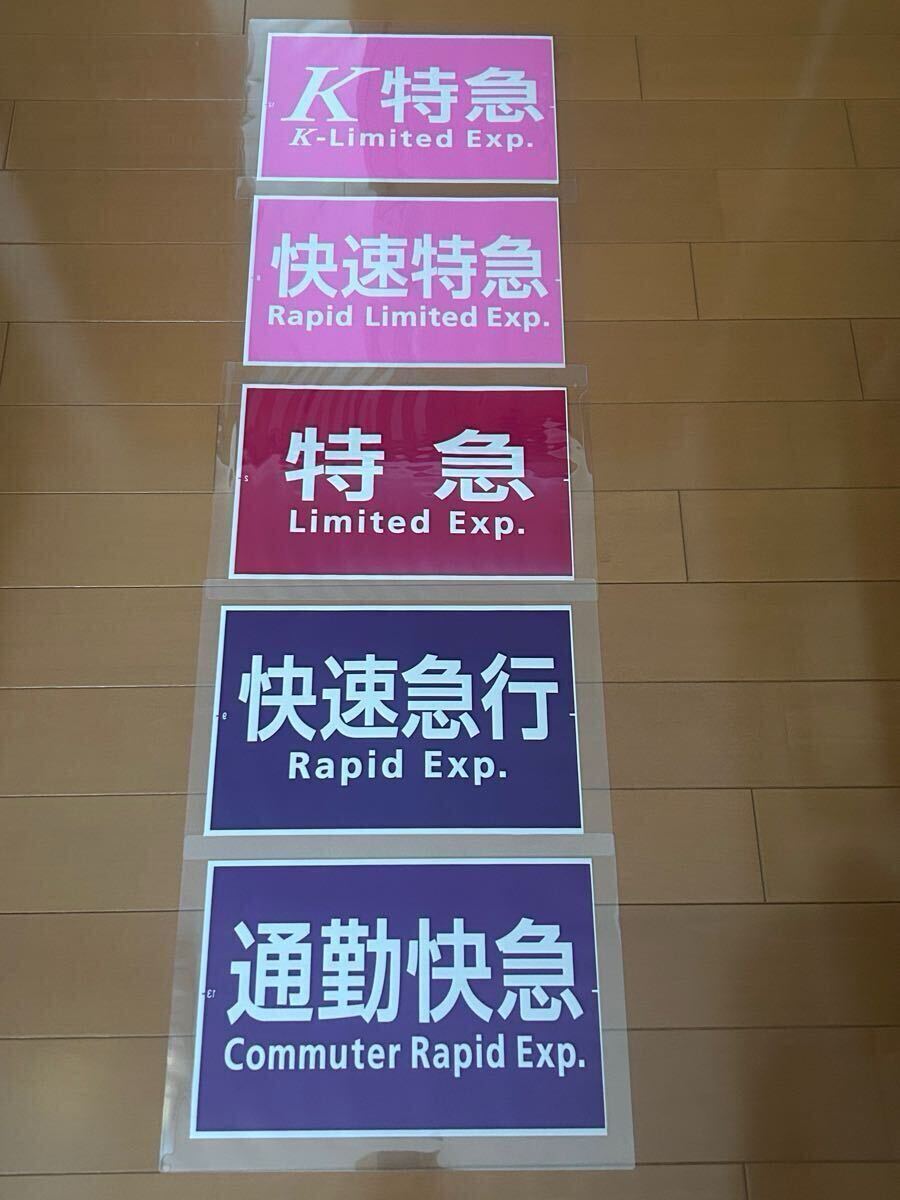 K特急
K-Limited Exp.
快速特急
Rapid Limited Exp.
特急
Limited Exp.
快速急行
Rapid Exp.
通勤快急
Commuter Rapid Exp.